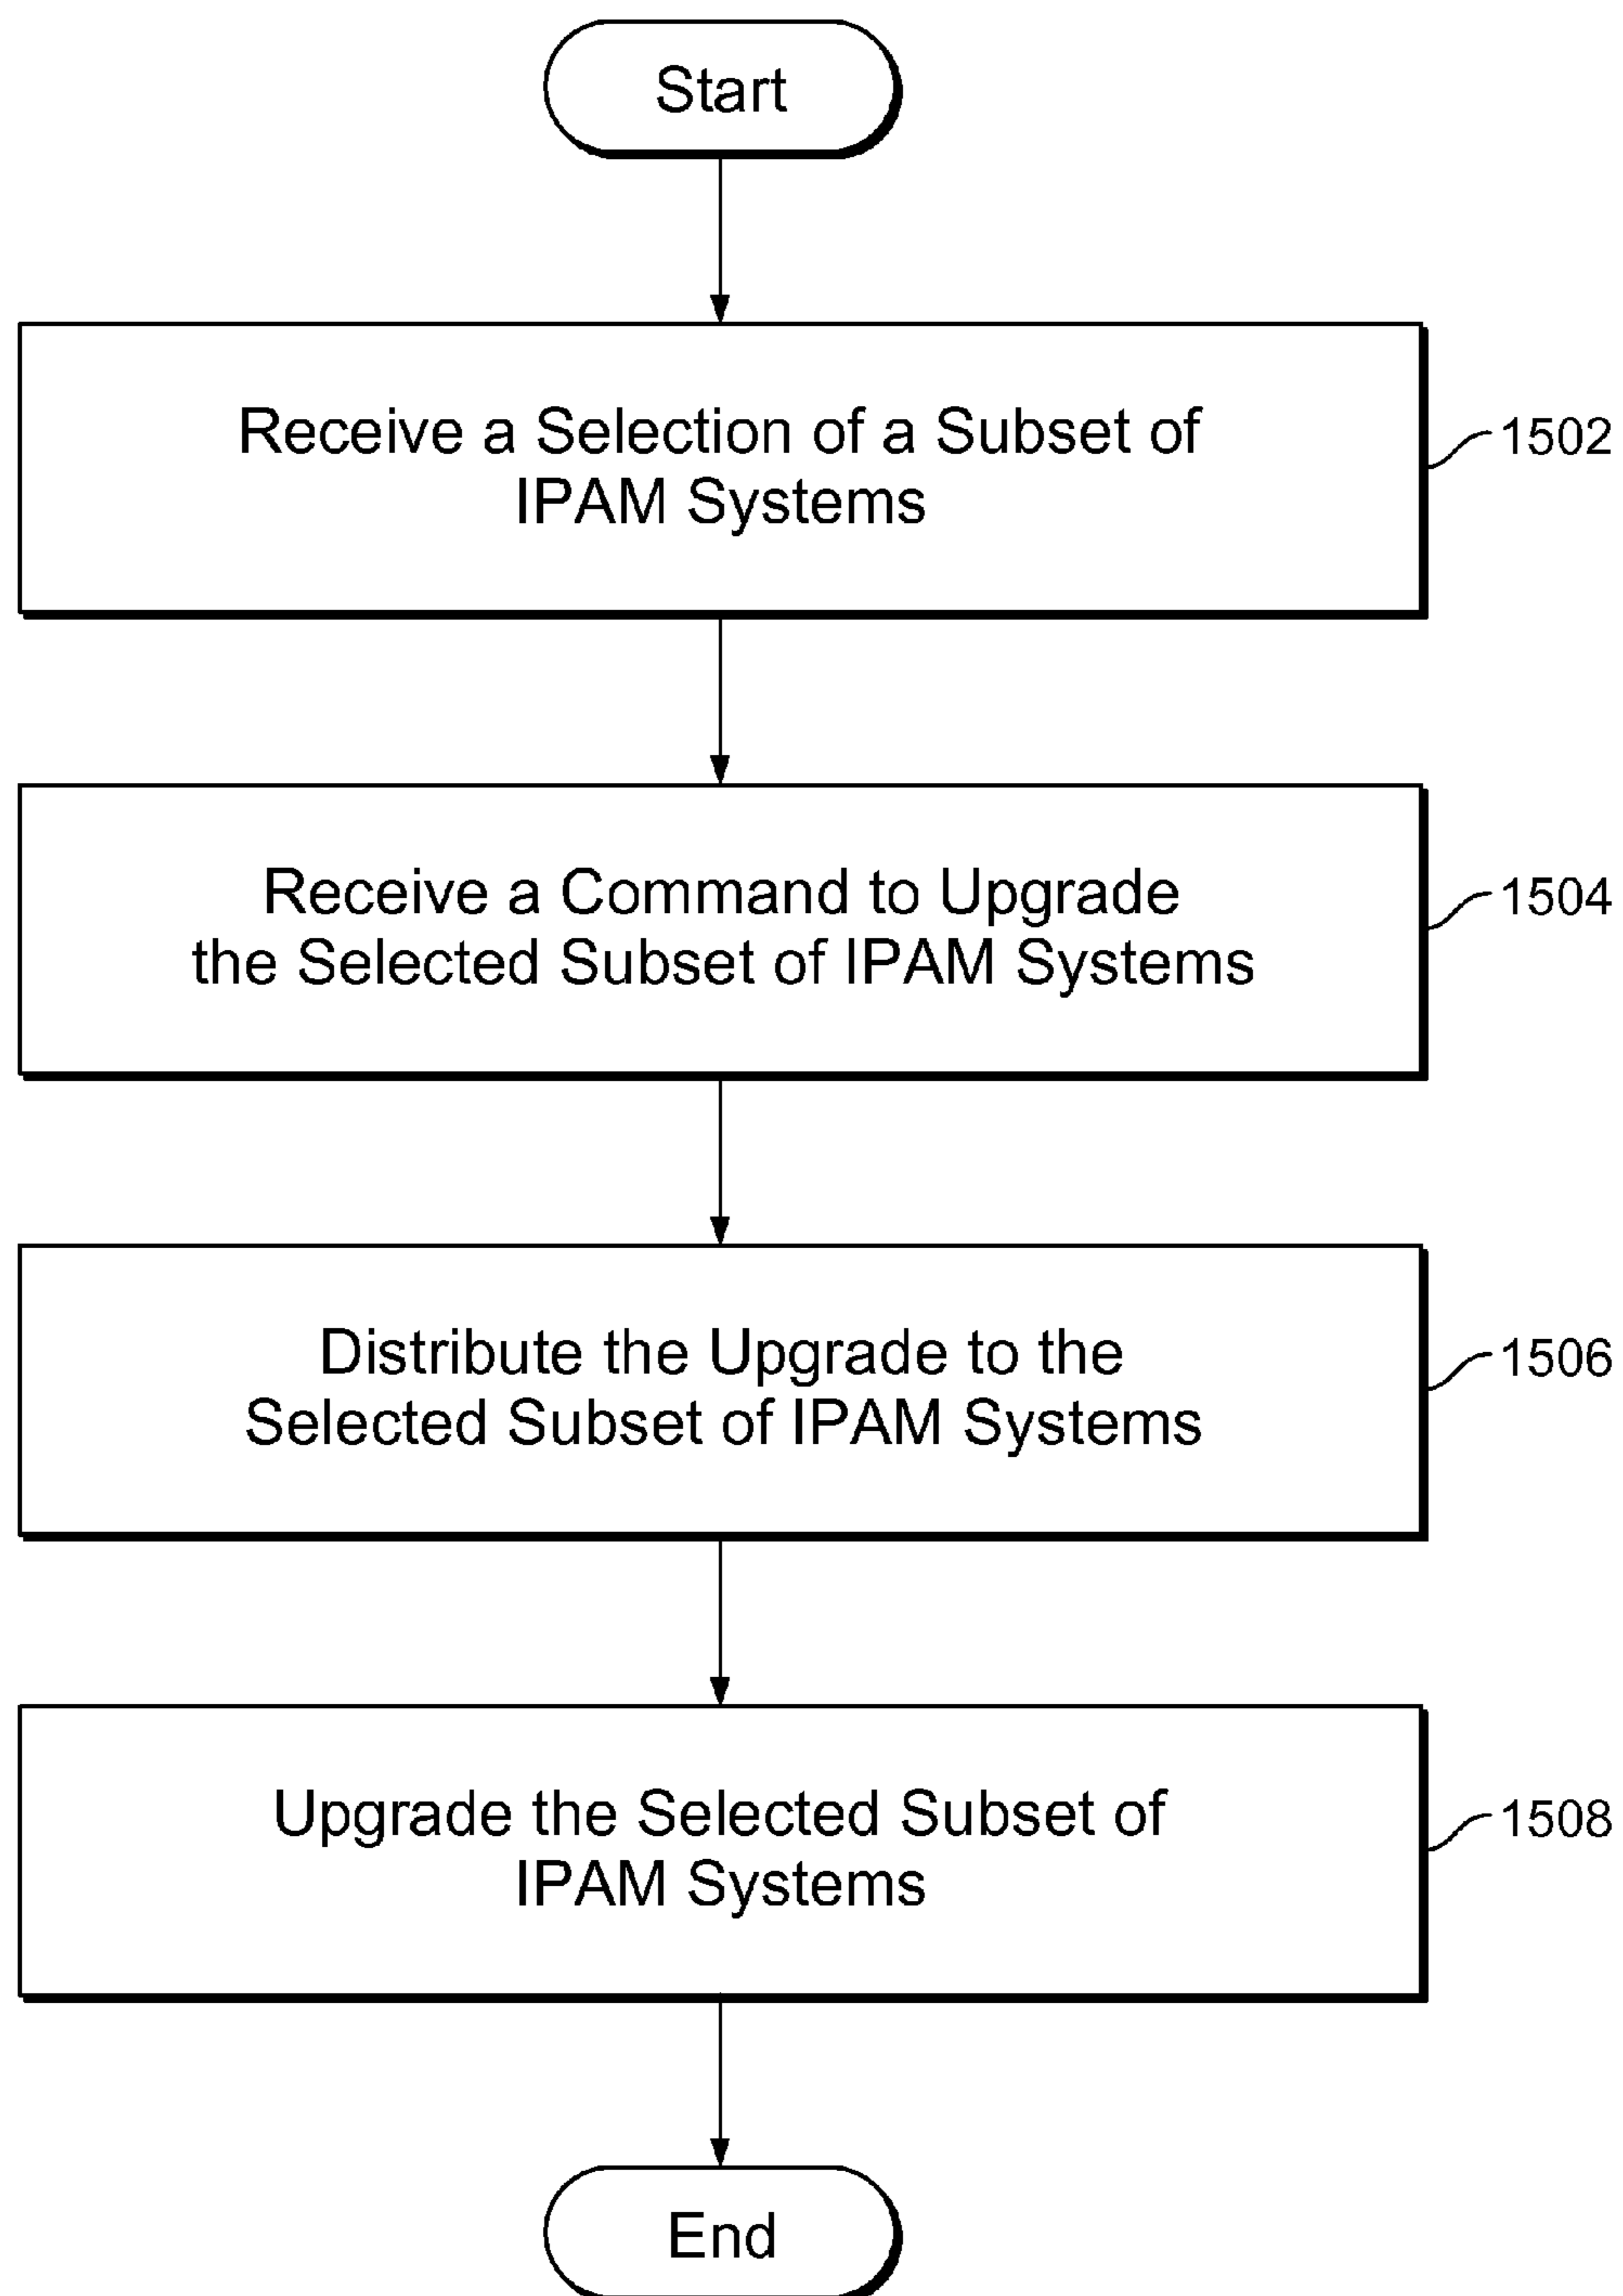 Start
Receive a Selection of a Subset of
IPAM Systems
1502
Receive a Command to Upgrade
the Selected Subset of IPAM Systems
1504
Distribute the Upgrade to the
Selected Subset of IPAM Systems
1506
Upgrade the Selected Subset of
IPAM Systems
1508
End